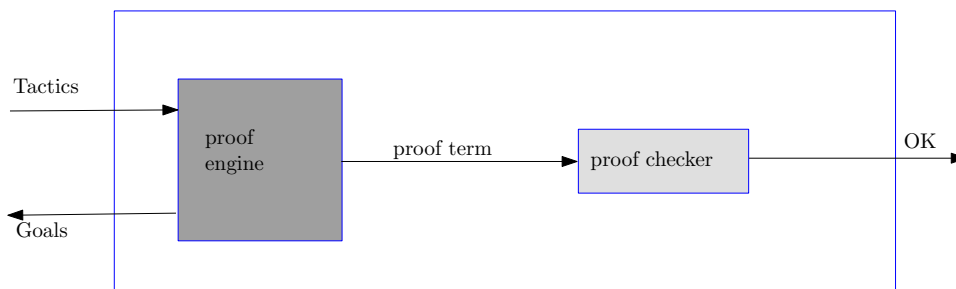 Tactics
proof
engine
Goals
proof term
proof checker
OK